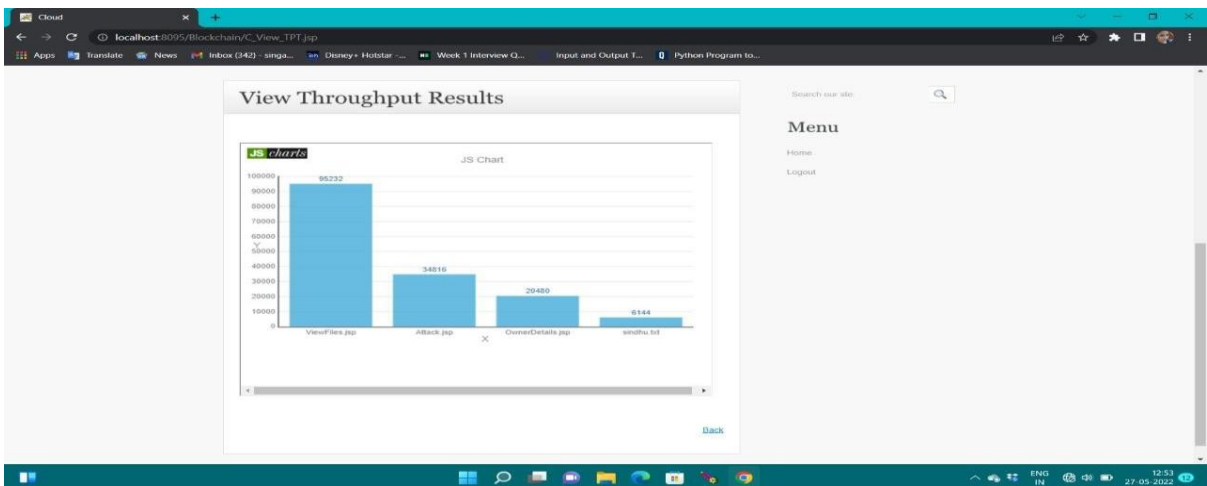 Cloud
localhost:8095/Blockchain/C_View_TPT.jsp
Apps Translate News Inbox (342) - singa... Disney+ Hotstar -... Week 1 Interview Q... Input and Output T... Python Program to...
View Throughput Results
Search our site
Menu
Home
Logout
JS charts
JS Chart
100000
90000
80000
70000
60000
Y
50000
40000
30000
20000
10000
0
95232
34816
20480
6144
ViewFiles.jsp Attack.jsp OwnerDetails.jsp sindhu.txt
X
Back
ENG
IN
12:53
27-05-2022
12